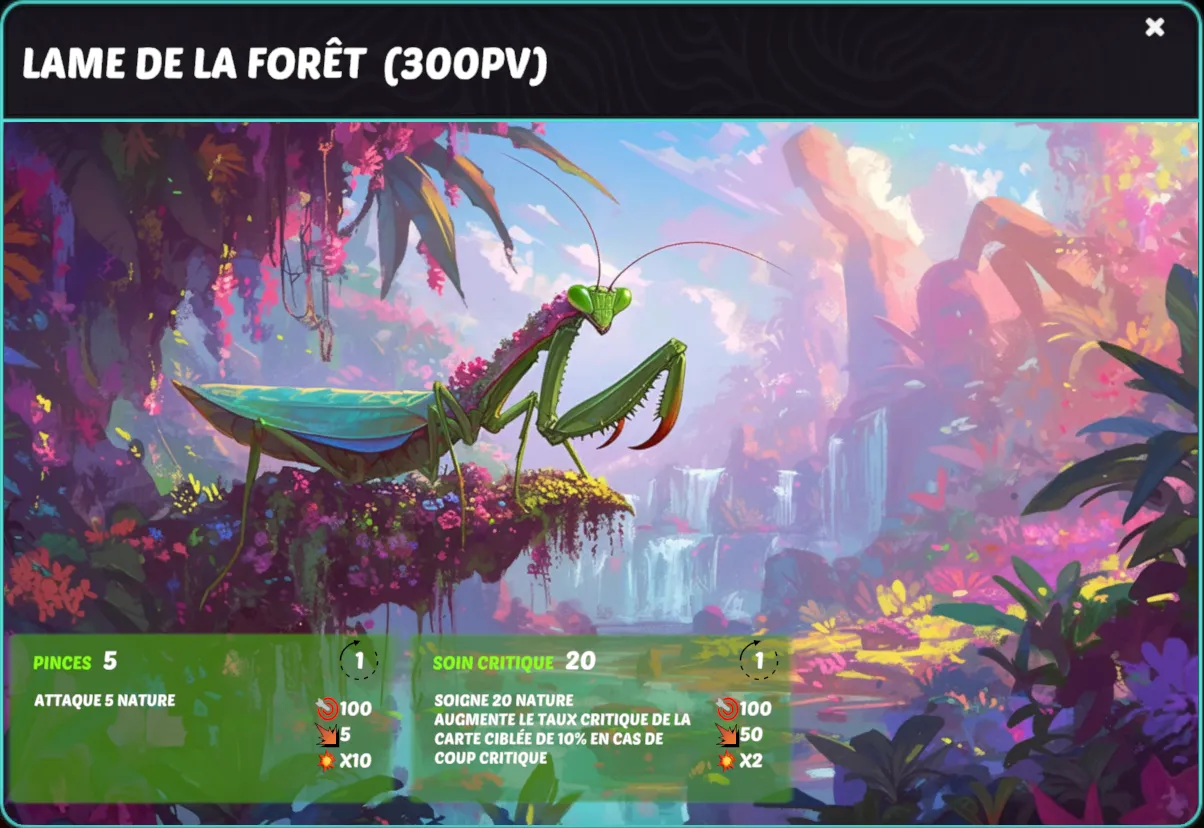 LAME DE LA FORÊT (300PV)
PINCES 5
1
ATTAQUE 5 NATURE
100
5
X10
SOIN CRITIQUE 20
1
SOIGNE 20 NATURE
AUGMENTE LE TAUX CRITIQUE DE LA
CARTE CIBLÉE DE 10% EN CAS DE
COUP CRITIQUE
100
50
X2